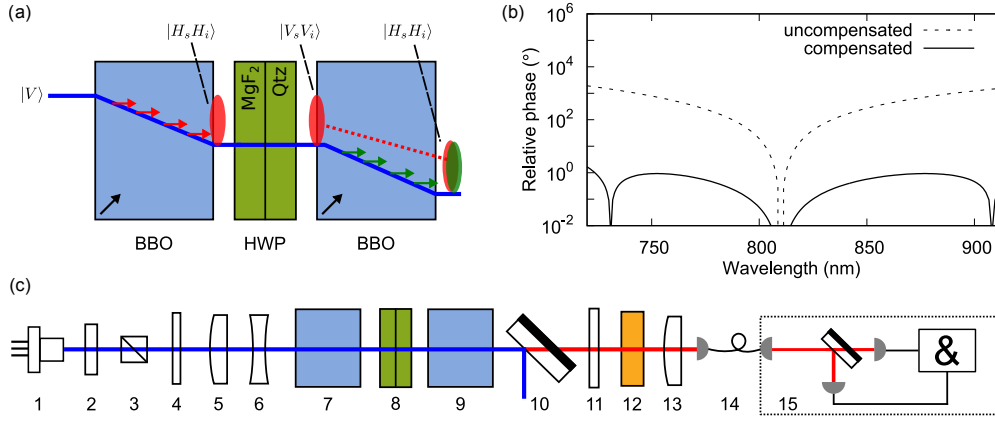 (a)
|H_sH_i⟩
|V_sV_i⟩
|H_sH_i⟩
|V⟩
MgF₂
Qtz
BBO
HWP
BBO
(b)
Relative phase (°)
10^6
10^4
10^2
10^0
10^-2
uncompensated
compensated
750
800
850
900
Wavelength (nm)
(c)
&
1
2
3
4
5
6
7
8
9
10
11
12
13
14
15